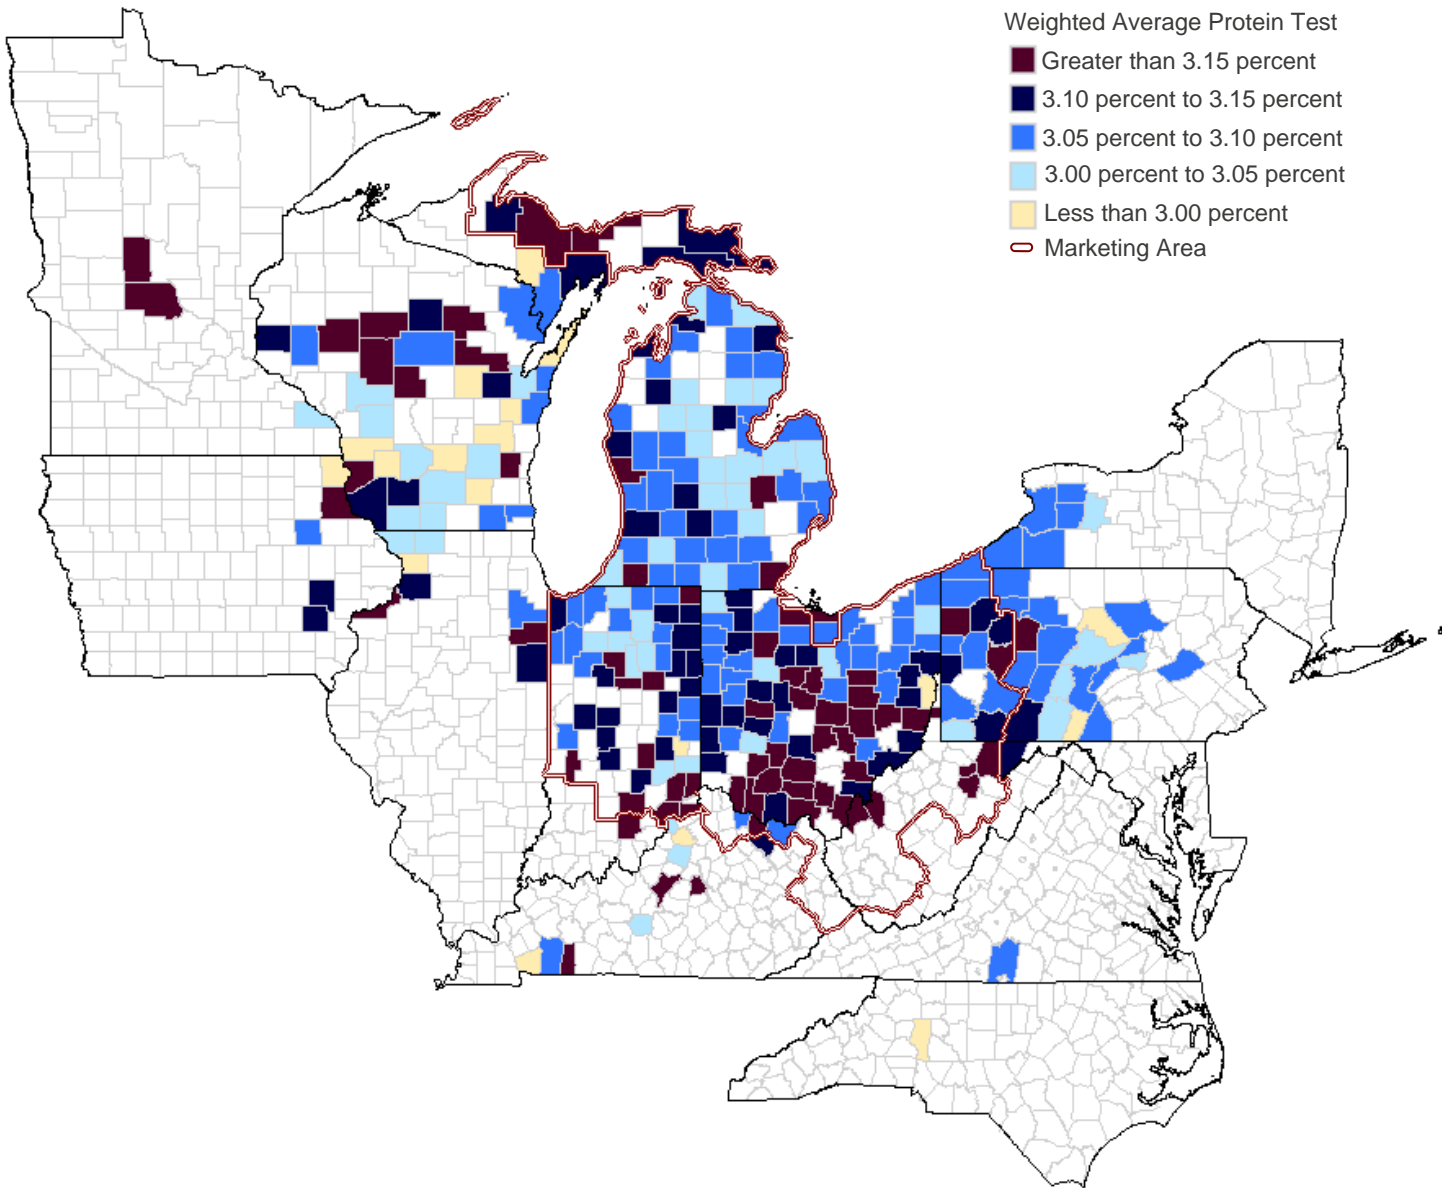 Weighted Average Protein Test
Greater than 3.15 percent
3.10 percent to 3.15 percent
3.05 percent to 3.10 percent
3.00 percent to 3.05 percent
Less than 3.00 percent
Marketing Area